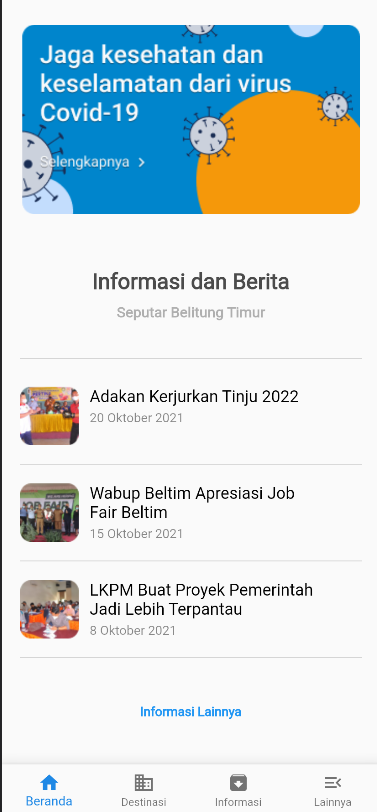 Jaga kesehatan dan
keselamatan dari virus
Covid-19
Selengkapnya
Informasi dan Berita
Seputar Belitung Timur
Adakan Kerjurkan Tinju 2022
20 Oktober 2021
Wabup Beltim Apresiasi Job
Fair Beltim
15 Oktober 2021
LKPM Buat Proyek Pemerintah
Jadi Lebih Terpantau
8 Oktober 2021
Informasi Lainnya
Beranda
Destinasi
Informasi
Lainnya